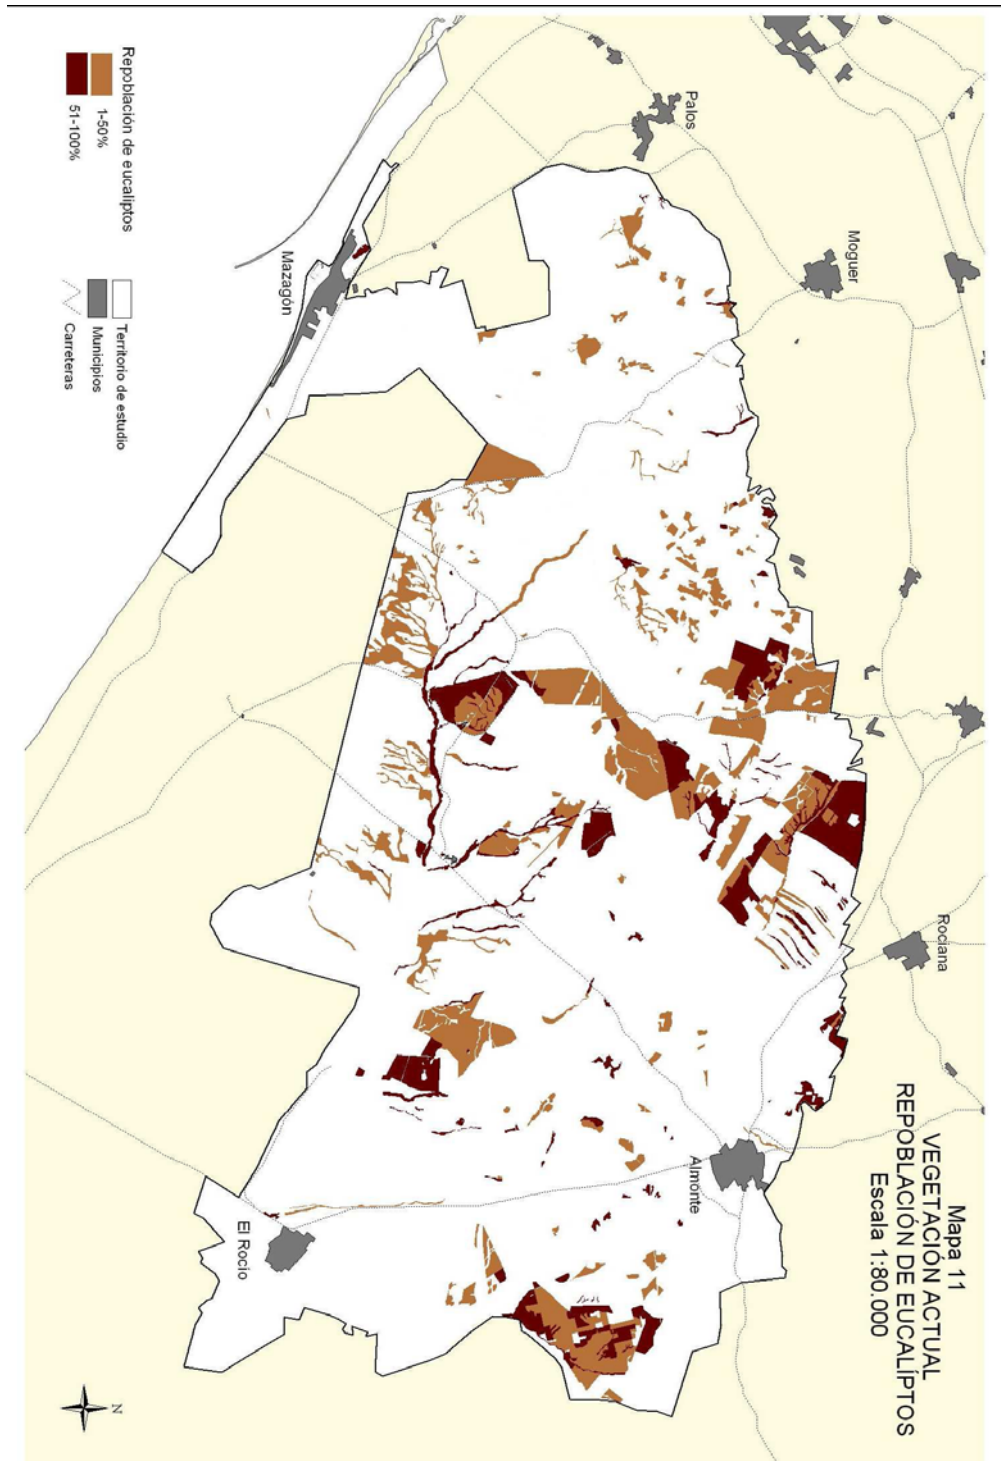 Mapa 11
VEGETACIÓN ACTUAL
REPOBLACIÓN DE EUCALÍPTOS
Escala 1:80.000
Palos
Moguer
Mazagón
Rociana
Almonte
El Rocio
Repoblación de eucaliptos
1-50%
51-100%
Territorio de estudio
Municipios
Carreteras
N